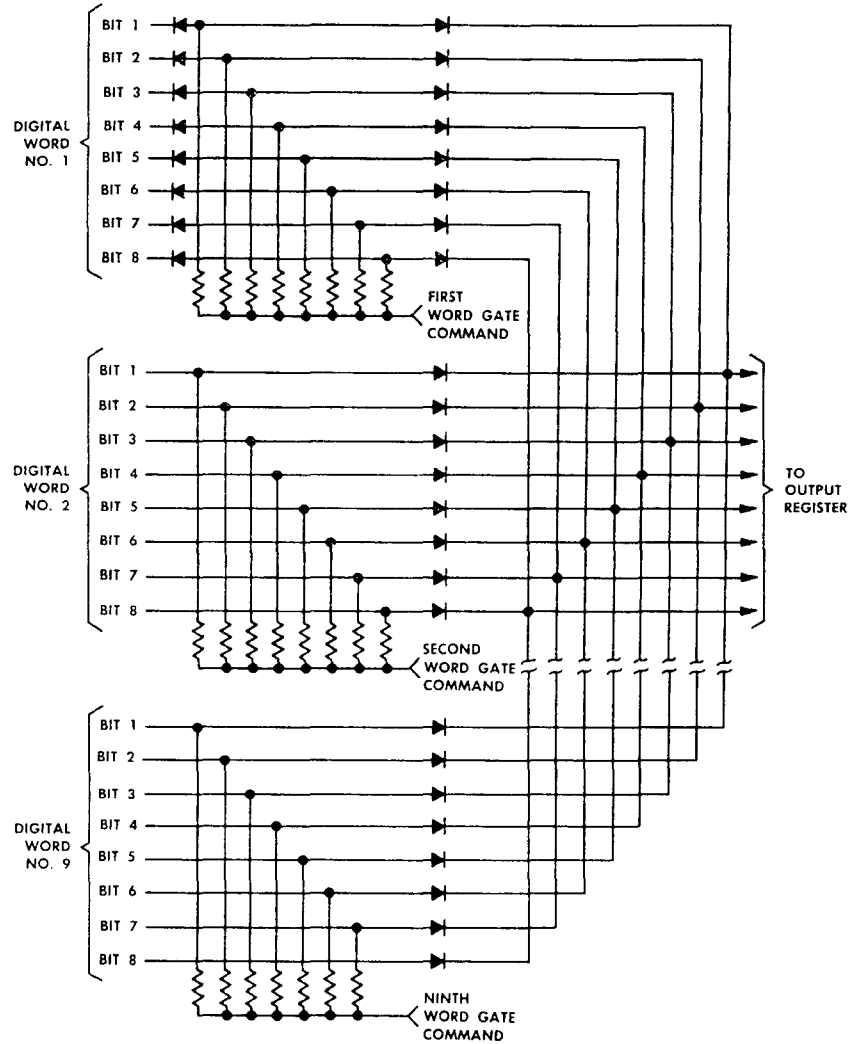 BIT 1
BIT 2
BIT 3
BIT 4
BIT 5
BIT 6
BIT 7
BIT 8
DIGITAL
WORD
NO. 1
FIRST
WORD GATE
COMMAND
BIT 1
BIT 2
BIT 3
BIT 4
BIT 5
BIT 6
BIT 7
BIT 8
DIGITAL
WORD
NO. 2
TO
OUTPUT
REGISTER
SECOND
WORD GATE
COMMAND
BIT 1
BIT 2
BIT 3
BIT 4
BIT 5
BIT 6
BIT 7
BIT 8
DIGITAL
WORD
NO. 9
NINTH
WORD GATE
COMMAND